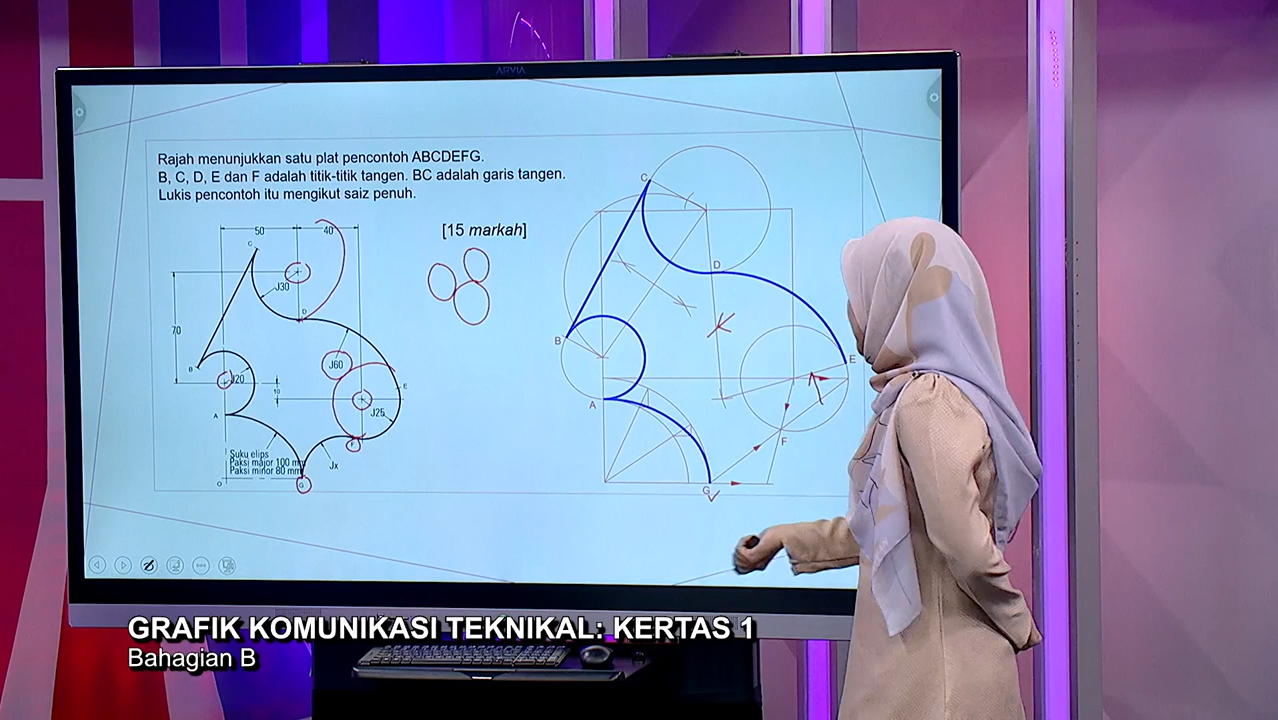 ARVIA
Rajah menunjukkan satu plat pencontoh ABCDEFG.
B, C, D, E dan F adalah titik-titik tangen. BC adalah garis tangen.
Lukis pencontoh itu mengikut saiz penuh.
[15 markah]
50
40
C
J30
70
D
J60
B
J20
10
E
J25
A
F
Suku elips
Paksi major 100 mm
Paksi minor 80 mm
Jx
O
G
C
D
B
E
A
F
G
GRAFIK KOMUNIKASI TEKNIKAL: KERTAS 1
Bahagian B